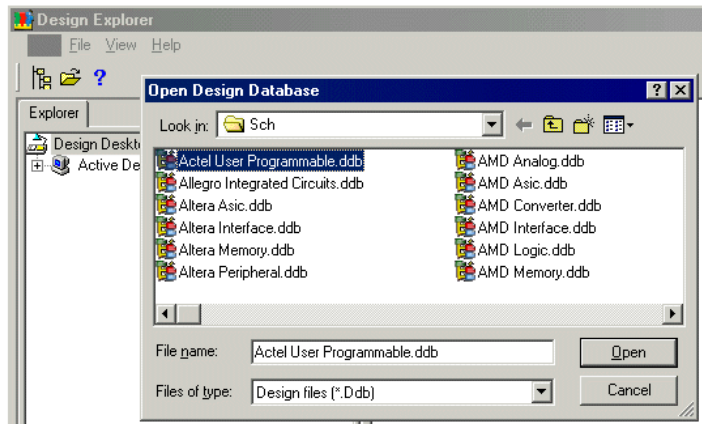 Design Explorer
File View Help
Open Design Database
Explorer
Look in: Sch
Design Deskt
Active De
Actel User Programmable.ddb
Allegro Integrated Circuits.ddb
Altera Asic.ddb
Altera Interface.ddb
Altera Memory.ddb
Altera Peripheral.ddb
AMD Analog.ddb
AMD Asic.ddb
AMD Converter.ddb
AMD Interface.ddb
AMD Logic.ddb
AMD Memory.ddb
File name: Actel User Programmable.ddb Open
Files of type: Design files (*.Ddb) Cancel